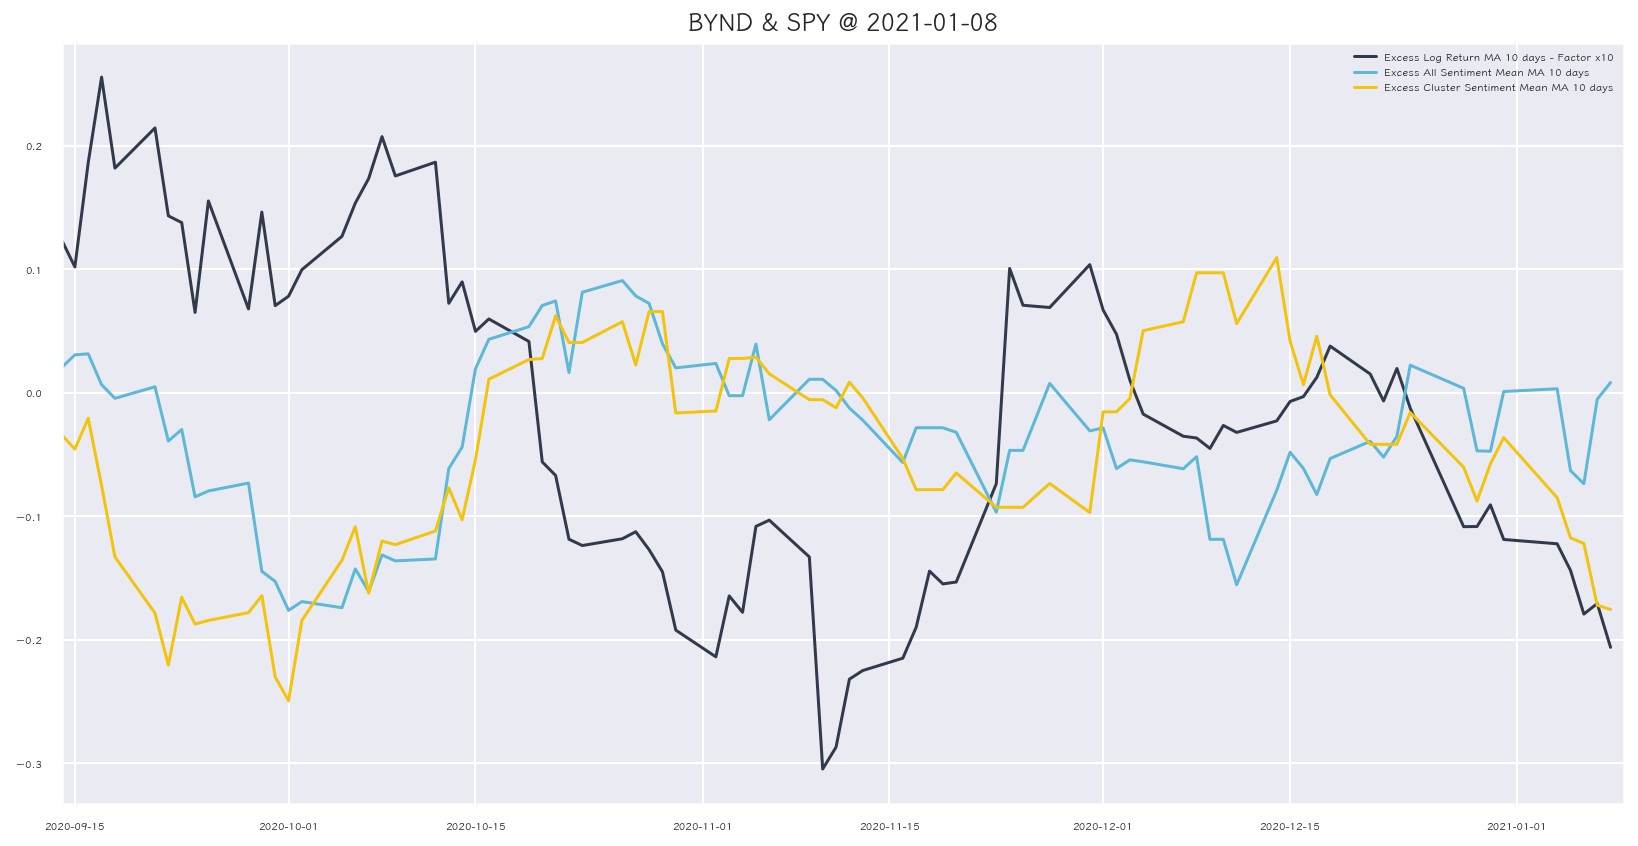 BYND & SPY @ 2021-01-08
Excess Log Return MA 10 days - Factor x10
Excess All Sentiment Mean MA 10 days
Excess Cluster Sentiment Mean MA 10 days
0.2
0.1
0.0
−0.1
−0.2
−0.3
2020-09-15 2020-10-01 2020-10-15 2020-11-01 2020-11-15 2020-12-01 2020-12-15 2021-01-01